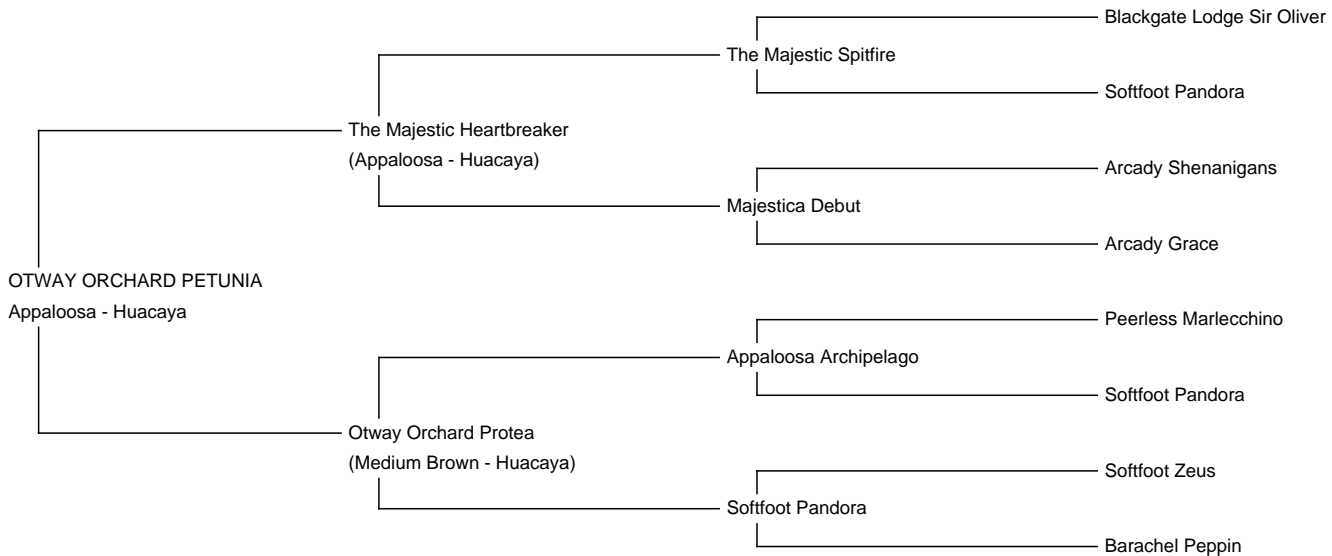 Blackgate Lodge Sir Oliver
The Majestic Spitfire
Softfoot Pandora
The Majestic Heartbreaker
(Appaloosa - Huacaya)
Arcady Shenanigans
Majestica Debut
Arcady Grace
OTWAY ORCHARD PETUNIA
Appaloosa - Huacaya
Peerless Marlecchino
Appaloosa Archipelago
Softfoot Pandora
Otway Orchard Protea
(Medium Brown - Huacaya)
Softfoot Zeus
Softfoot Pandora
Barachel Peppin